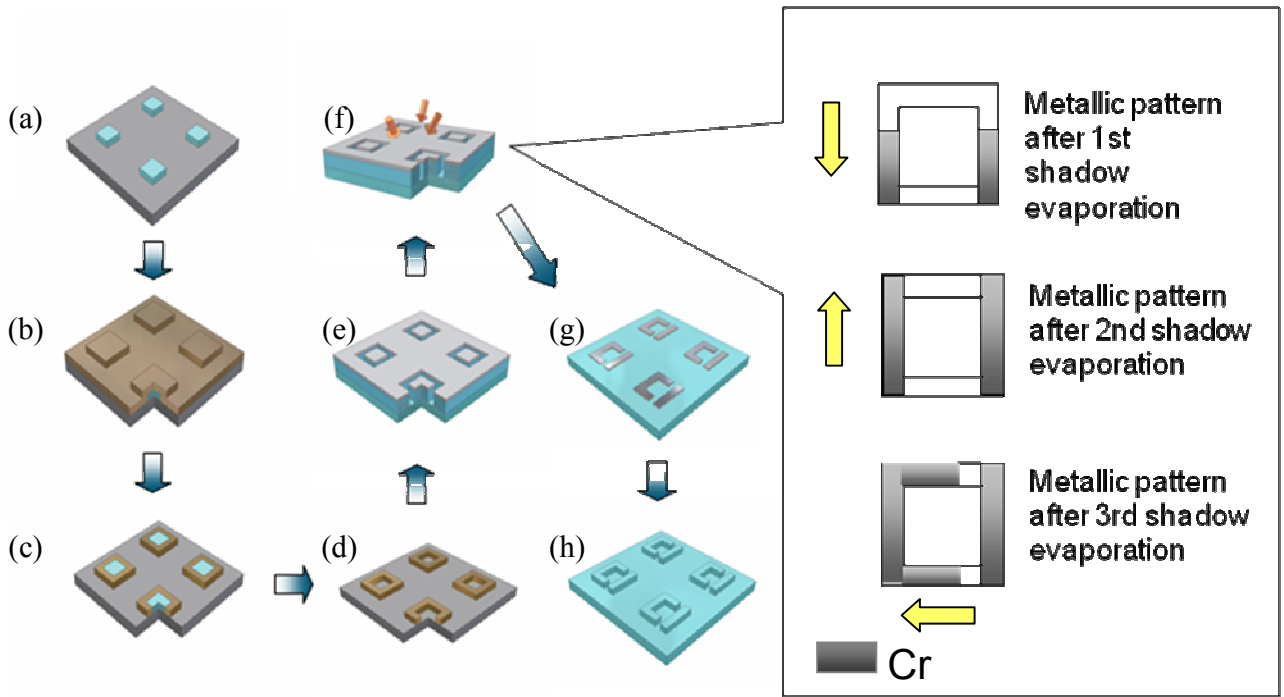 (a)
(f)
Metallic pattern
after 1st
shadow
evaporation
(b)
(e)
(g)
Metallic pattern
after 2nd shadow
evaporation
(c)
(d)
(h)
Metallic pattern
after 3rd shadow
evaporation
Cr